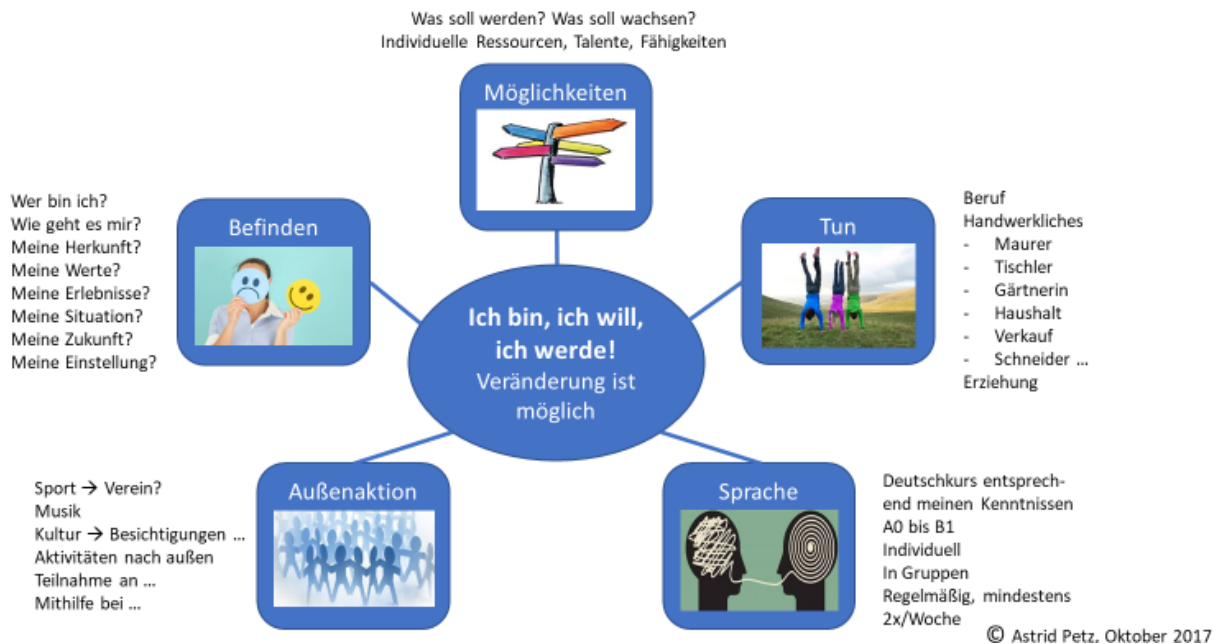 Was soll werden? Was soll wachsen?
Individuelle Ressourcen, Talente, Fähigkeiten
Möglichkeiten
Wer bin ich?
Wie geht es mir?
Meine Herkunft?
Meine Werte?
Meine Erlebnisse?
Meine Situation?
Meine Zukunft?
Meine Einstellung?
Befinden
Tun
Beruf
Handwerkliches
- Maurer
- Tischler
- Gärtnerin
- Haushalt
- Verkauf
- Schneider ...
Erziehung
Ich bin, ich will,
ich werde!
Veränderung ist
möglich
Sport → Verein?
Musik
Kultur → Besichtigungen ...
Aktivitäten nach außen
Teilnahme an ...
Mithilfe bei ...
Außenaktion
Sprache
Deutschkurs entsprech-
end meinen Kenntnissen
A0 bis B1
Individuell
In Gruppen
Regelmäßig, mindestens
2x/Woche
© Astrid Petz, Oktober 2017